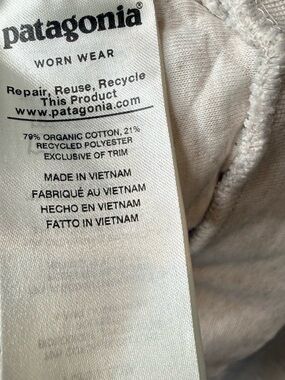 patagonia®
WORN WEAR
Repair, Reuse, Recycle
This Product
www.patagonia.com
79% ORGANIC COTTON, 21%
RECYCLED POLYESTER
EXCLUSIVE OF TRIM
MADE IN VIETNAM
FABRIQUÉ AU VIETNAM
HECHO EN VIETNAM
FATTO IN VIETNAM